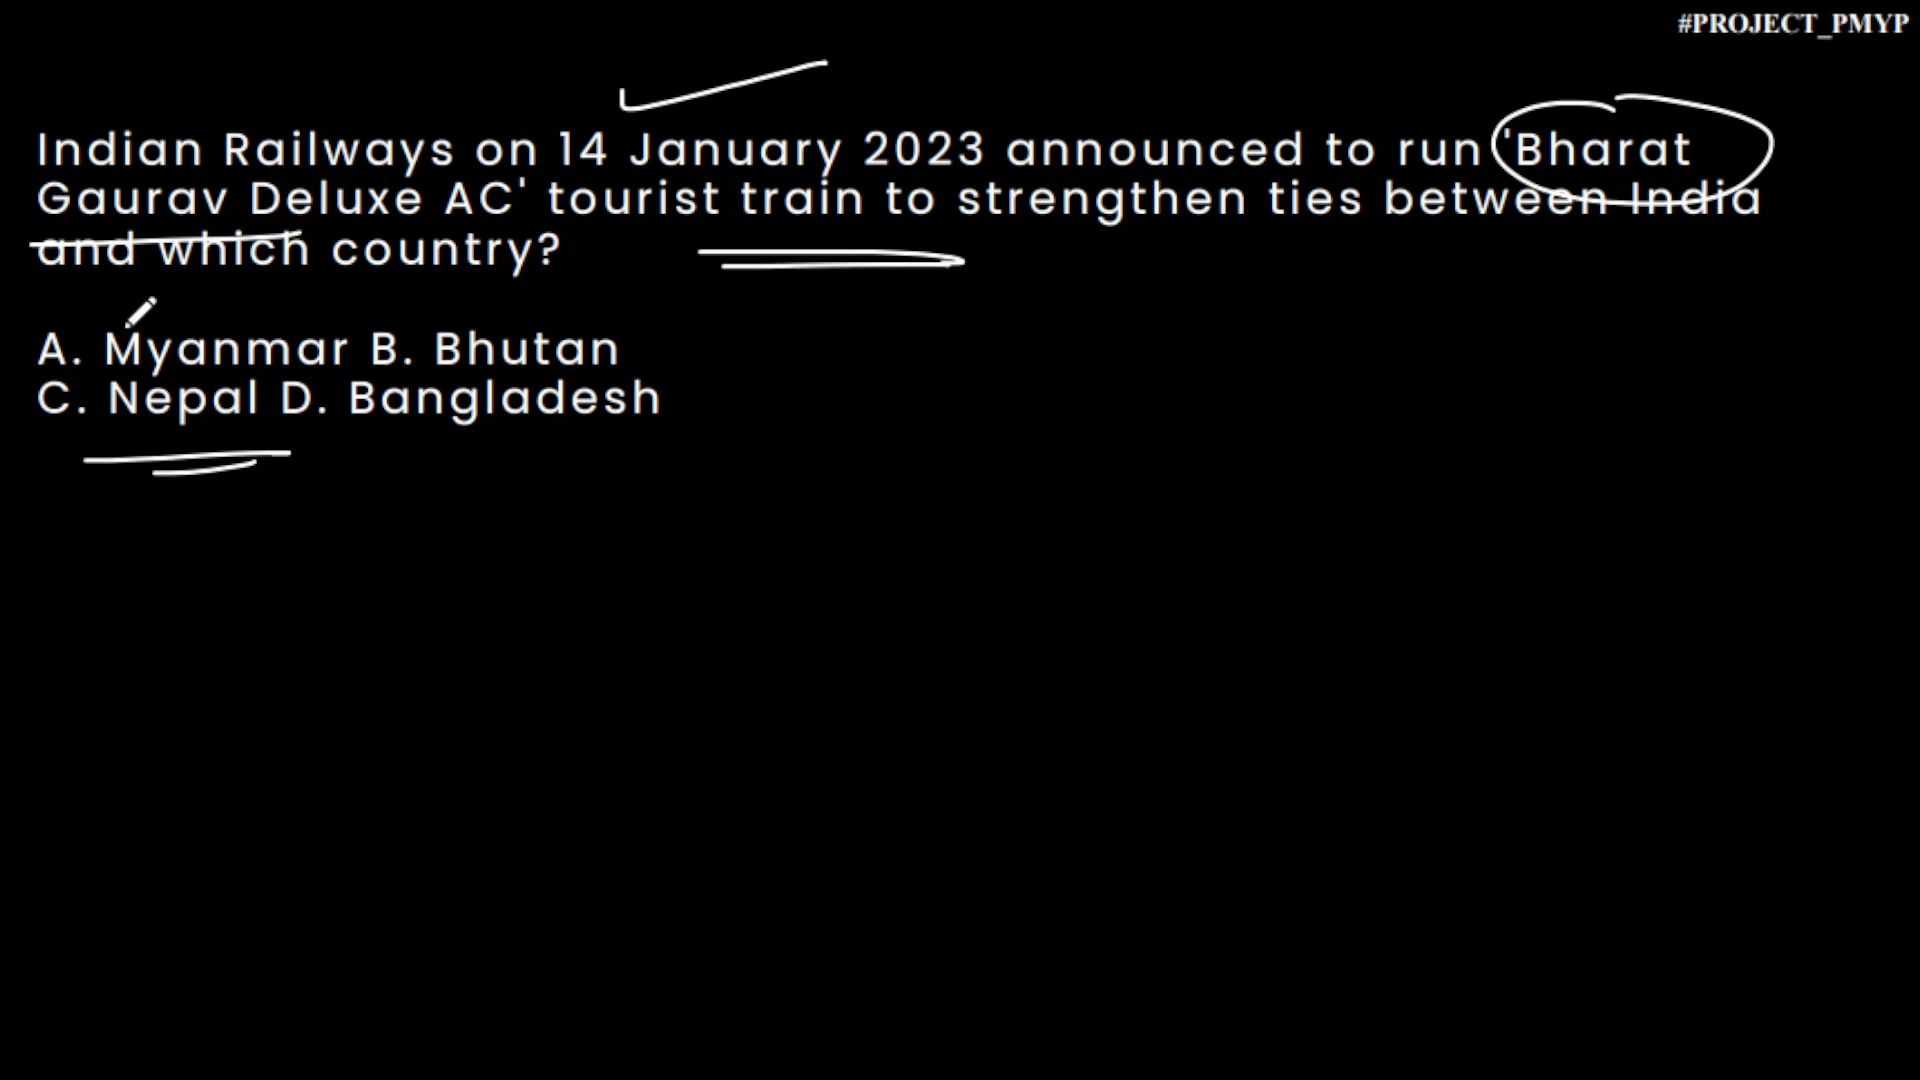 #PROJECT_PMYP
Indian Railways on 14 January 2023 announced to run 'Bharat
Gaurav Deluxe AC' tourist train to strengthen ties between India
and which country?
A. Myanmar B. Bhutan
C. Nepal D. Bangladesh